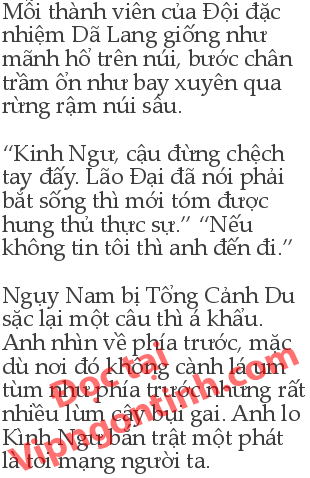 Mỗi thành viên của Đội đặc
nhiệm Dã Lang giống như
mãnh hổ trên núi, bước chân
trầm ổn như bay xuyên qua
rừng rậm núi sâu.
“Kinh Ngư, cậu đừng chệch
tay đấy. Lão Đại đã nói phải
bắt sống thì mới tóm được
hung thủ thực sự.” “Nếu
không tin tôi thì anh đến đi.”
Ngụy Nam bị Tổng Cảnh Du
sặc lại một câu thì á khẩu.
Anh nhìn về phía trước, mặc
dù nơi đó không cành lá um
tùm như phía trước nhưng rất
nhiều lùm cây bụi gai. Anh lo
Kình Ngư bắn trật một phát
là toi mạng người ta.
Đọc tại
Vipngontinh.com